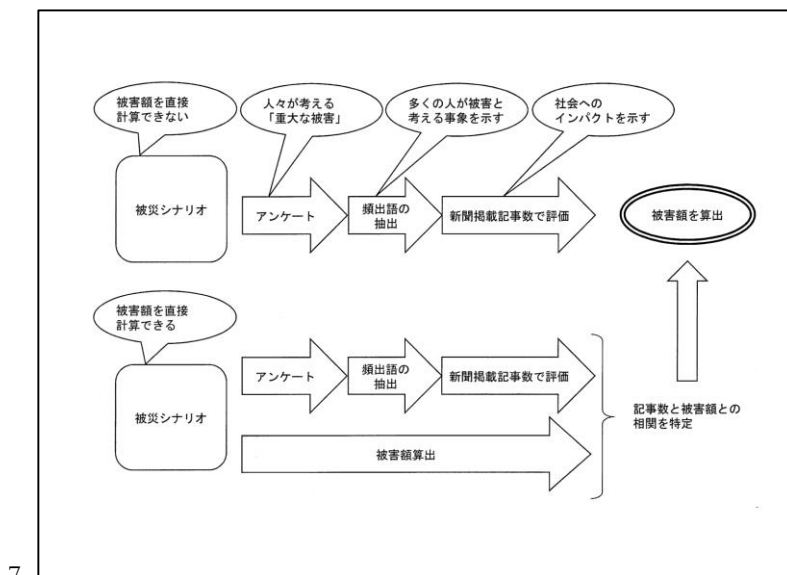 被害額を直接
計算できない
人々が考える
「重大な被害」
多くの人が被害と
考える事象を示す
社会への
インパクトを示す
被災シナリオ
アンケート
頻出語の
抽出
新聞掲載記事数で評価
被害額を算出
被害額を直接
計算できる
被災シナリオ
アンケート
頻出語の
抽出
新聞掲載記事数で評価
被害額算出
記事数と被害額との
相関を特定
7